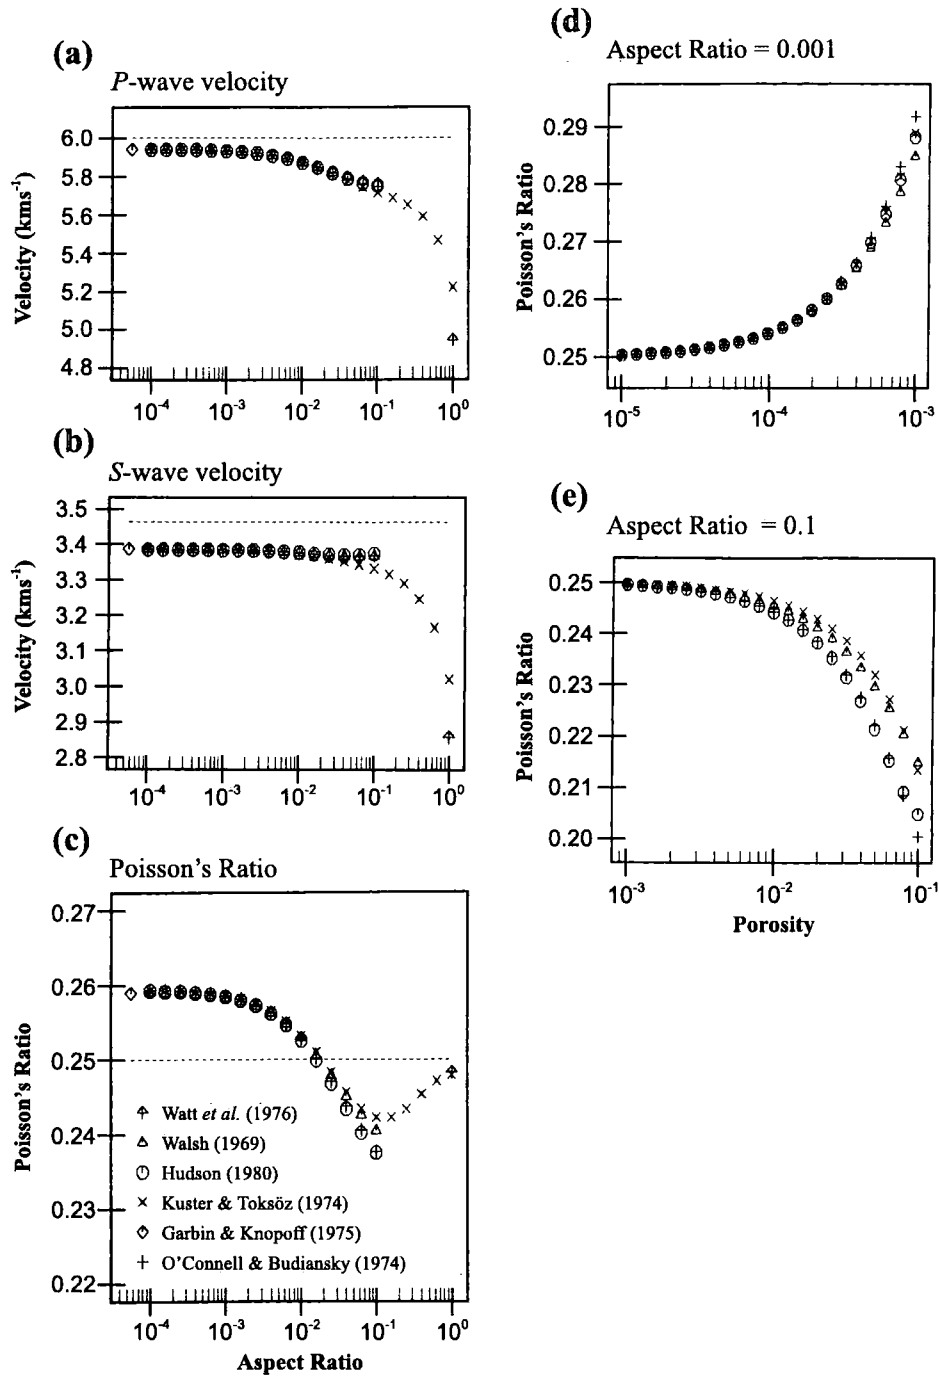 (a)
P-wave velocity
Velocity (kms⁻¹)
6.0
5.8
5.6
5.4
5.2
5.0
4.8
10⁻⁴ 10⁻³ 10⁻² 10⁻¹ 10⁰
(b)
S-wave velocity
Velocity (kms⁻¹)
3.5
3.4
3.3
3.2
3.1
3.0
2.9
2.8
10⁻⁴ 10⁻³ 10⁻² 10⁻¹ 10⁰
(c)
Poisson's Ratio
Poisson's Ratio
0.27
0.26
0.25
0.24
0.23
0.22
Watt et al. (1976)
Walsh (1969)
Hudson (1980)
Kuster & Toksöz (1974)
Garbin & Knopoff (1975)
O'Connell & Budiansky (1974)
10⁻⁴ 10⁻³ 10⁻² 10⁻¹ 10⁰
Aspect Ratio
(d)
Aspect Ratio = 0.001
Poisson's Ratio
0.29
0.28
0.27
0.26
0.25
10⁻⁵ 10⁻⁴ 10⁻³
(e)
Aspect Ratio = 0.1
Poisson's Ratio
0.25
0.24
0.23
0.22
0.21
0.20
10⁻³ 10⁻² 10⁻¹
Porosity